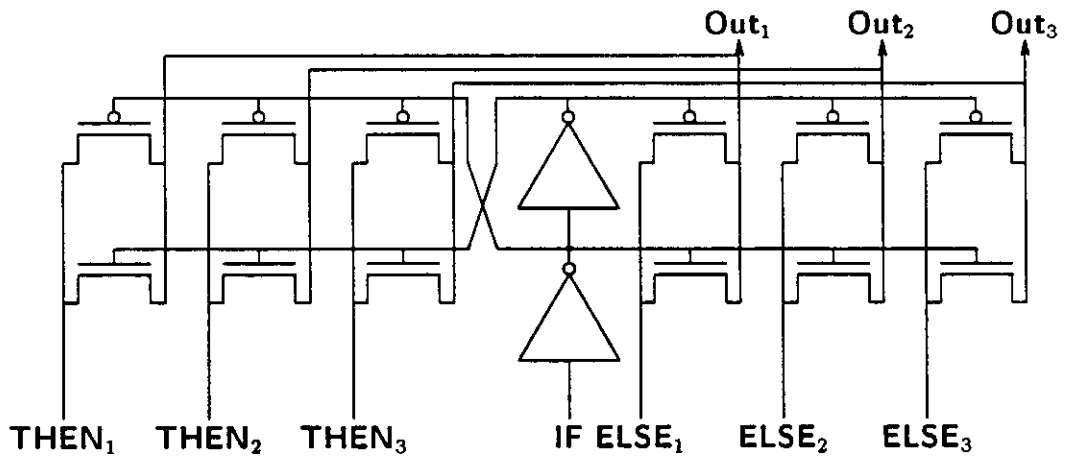 Out₁ Out₂ Out₃
THEN₁ THEN₂ THEN₃ IF ELSE₁ ELSE₂ ELSE₃